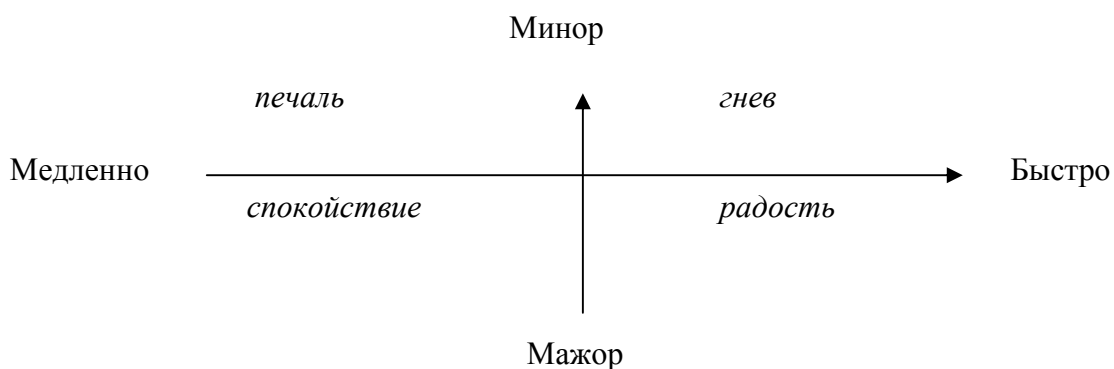 Минор
печаль гнев
Медленно Быстро
спокойствие радость
Мажор